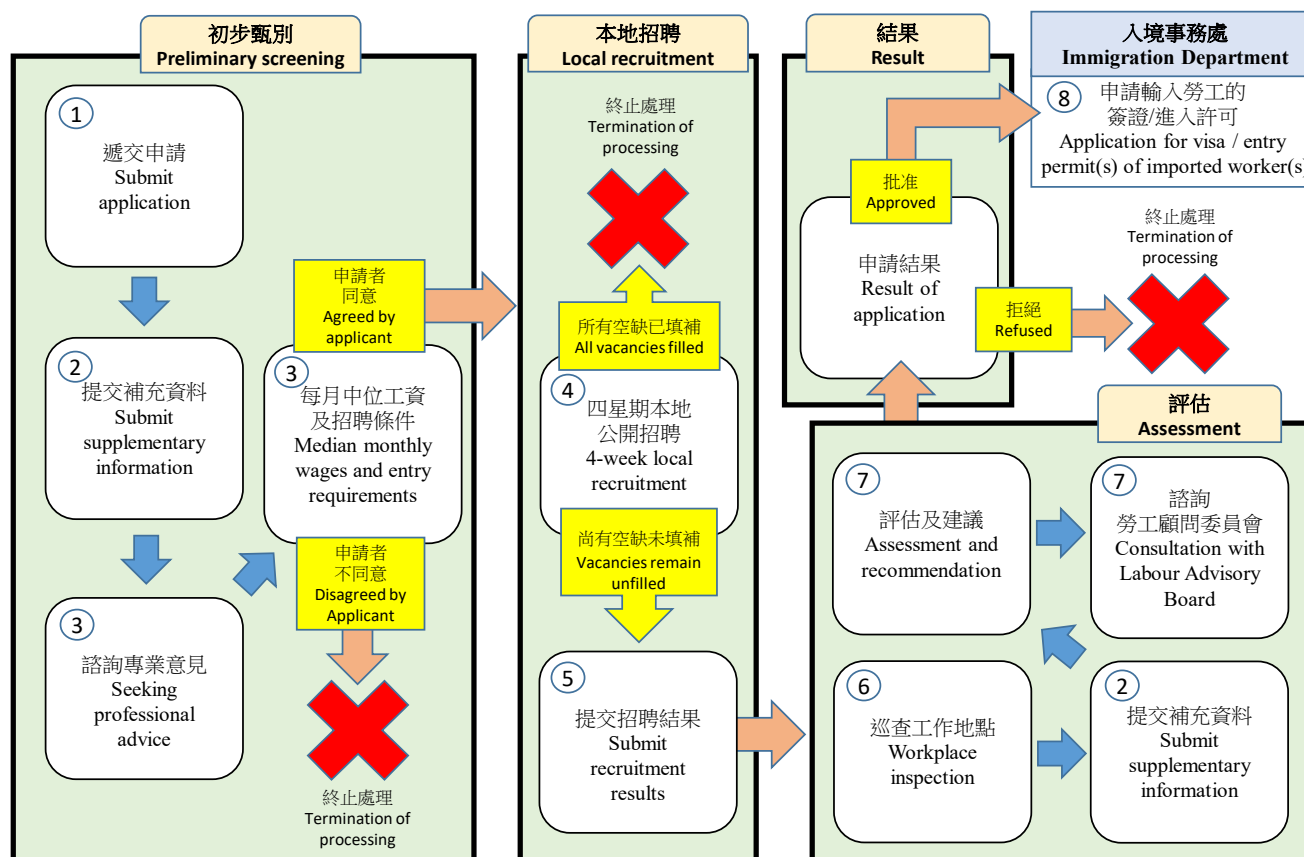 初步甄別
Preliminary screening
1
遞交申請
Submit
application
2
提交補充資料
Submit
supplementary
information
3
諮詢專業意見
Seeking
professional
advice
申請者
同意
Agreed by
applicant
3
每月中位工資
及招聘條件
Median monthly
wages and entry
requirements
申請者
不同意
Disagreed by
Applicant
終止處理
Termination of
processing
本地招聘
Local recruitment
終止處理
Termination of
processing
所有空缺已填補
All vacancies filled
4
四星期本地
公開招聘
4-week local
recruitment
尚有空缺未填補
Vacancies remain
unfilled
5
提交招聘結果
Submit
recruitment
results
結果
Result
批准
Approved
申請結果
Result of
application
拒絕
Refused
入境事務處
Immigration Department
8
申請輸入勞工的
簽證/進入許可
Application for visa / entry
permit(s) of imported worker(s)
終止處理
Termination of
processing
評估
Assessment
7
評估及建議
Assessment and
recommendation
7
諮詢
勞工顧問委員會
Consultation with
Labour Advisory
Board
6
巡查工作地點
Workplace
inspection
2
提交補充資料
Submit
supplementary
information